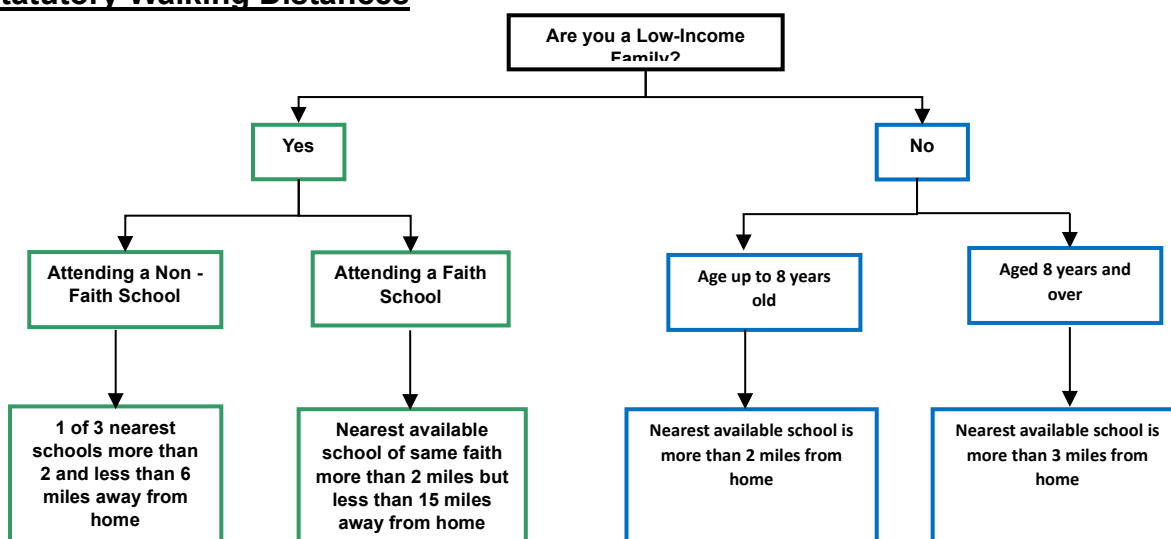 tatutory Walking Distances
Are you a Low-Income
Family?
Yes
No
Attending a Non -
Faith School
Attending a Faith
School
Age up to 8 years
old
Aged 8 years and
over
1 of 3 nearest
schools more than
2 and less than 6
miles away from
home
Nearest available
school of same faith
more than 2 miles but
less than 15 miles
away from home
Nearest available school is
more than 2 miles from
home
Nearest available school is
more than 3 miles from
home